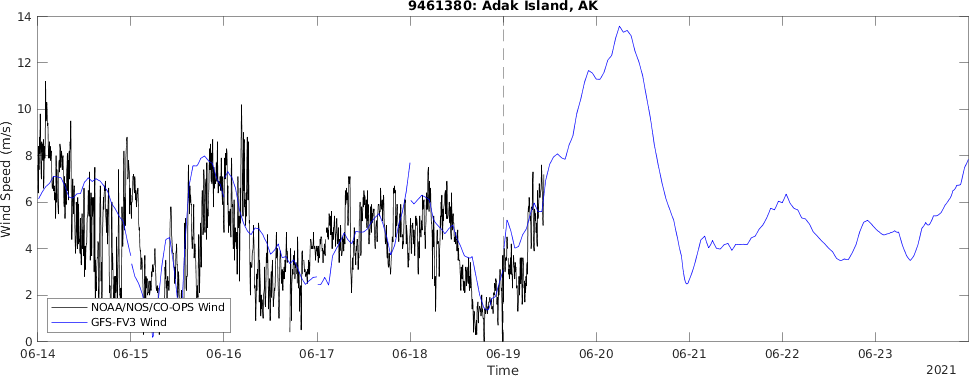 9461380: Adak Island, AK
Wind Speed (m/s)
14
12
10
8
6
4
2
0
NOAA/NOS/CO-OPS Wind
GFS-FV3 Wind
06-14 06-15 06-16 06-17 06-18 06-19 06-20 06-21 06-22 06-23
Time
2021